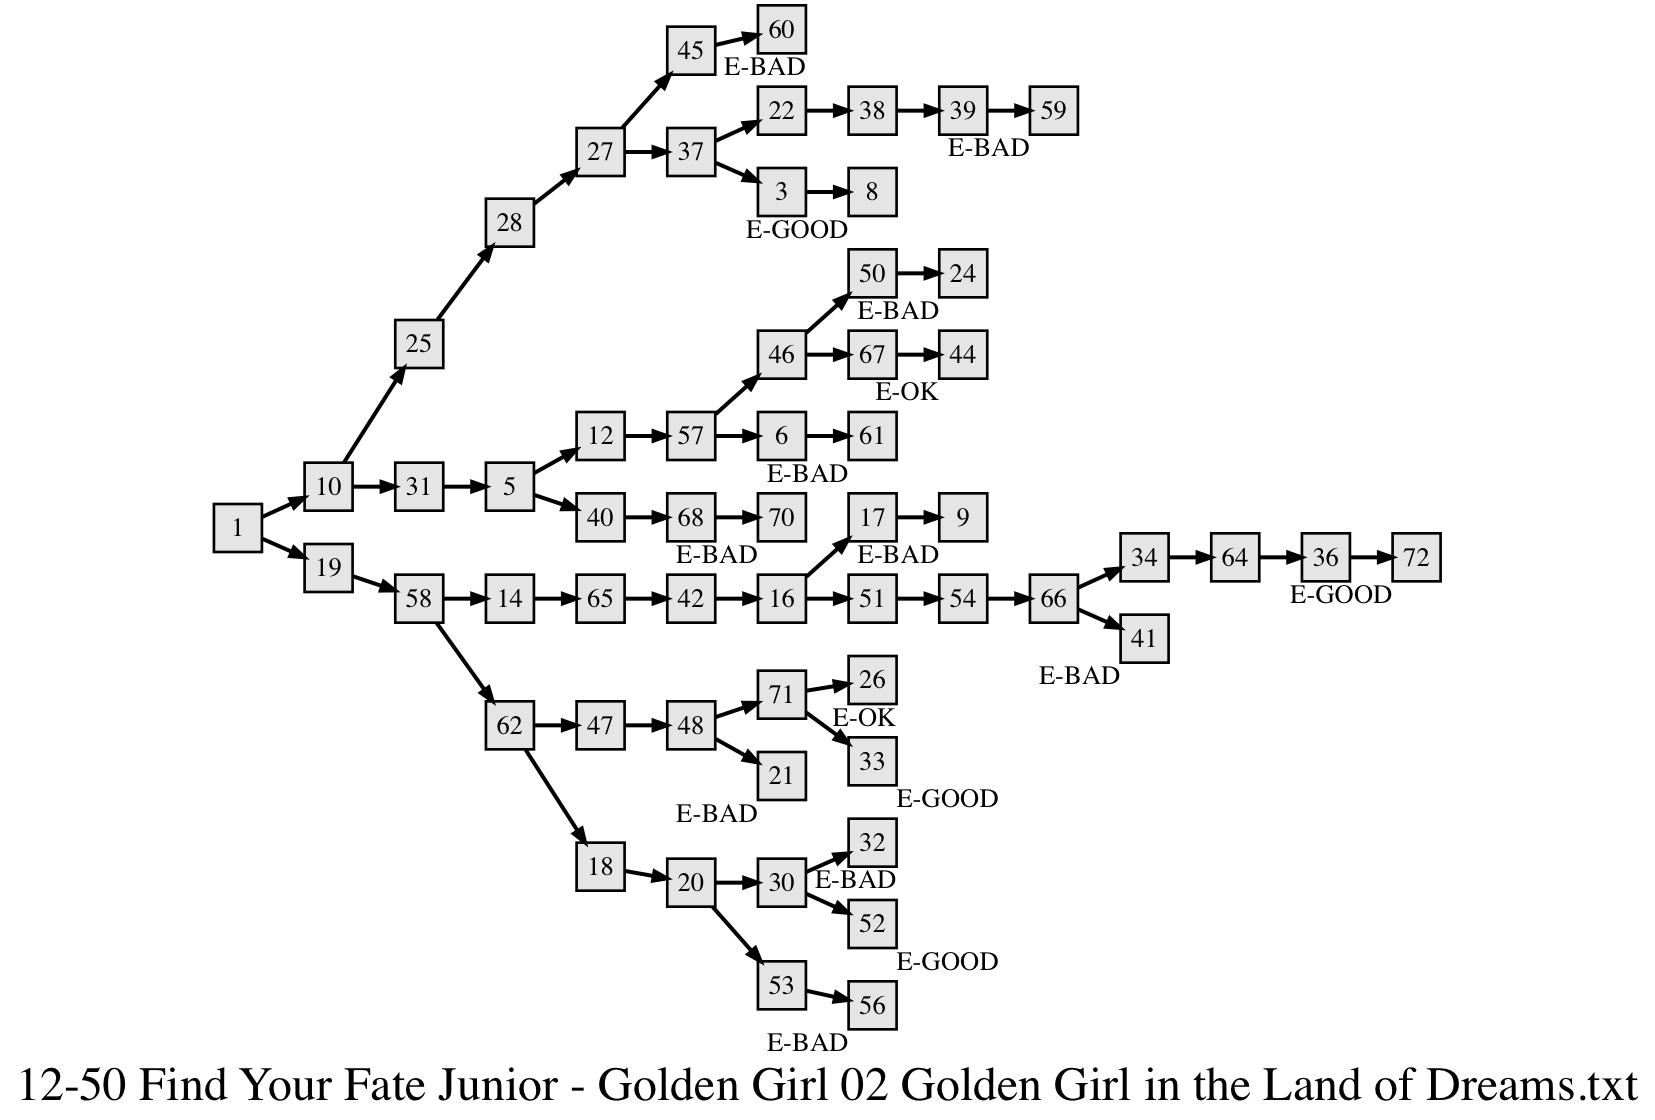 60
45
E-BAD
22 38 39 59
E-BAD
27 37
3 8
28
E-GOOD
50 24
E-BAD
25
46 67 44
E-OK
12 57 6 61
E-BAD
10 31 5
40 68 70 17 9
1
E-BAD E-BAD
34 64 36 72
19
E-GOOD
58 14 65 42 16 51 54 66
41
E-BAD
26
71
E-OK
62 47 48
33
21
E-GOOD
E-BAD
32
18
E-BAD
20 30
52
E-GOOD
53
56
E-BAD
12-50 Find Your Fate Junior - Golden Girl 02 Golden Girl in the Land of Dreams.txt